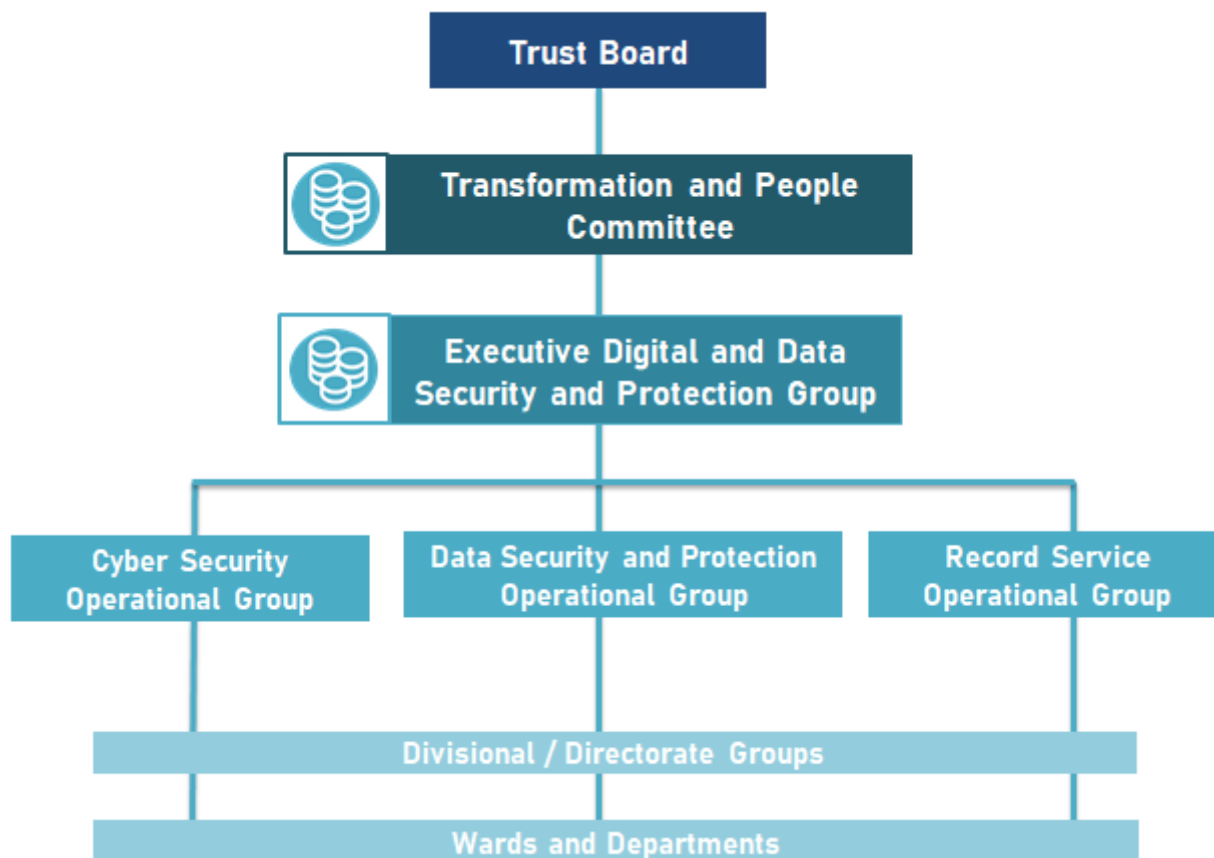 Trust Board
Transformation and People
Committee
Executive Digital and Data
Security and Protection Group
Cyber Security
Operational Group
Data Security and Protection
Operational Group
Record Service
Operational Group
Divisional / Directorate Groups
Wards and Departments